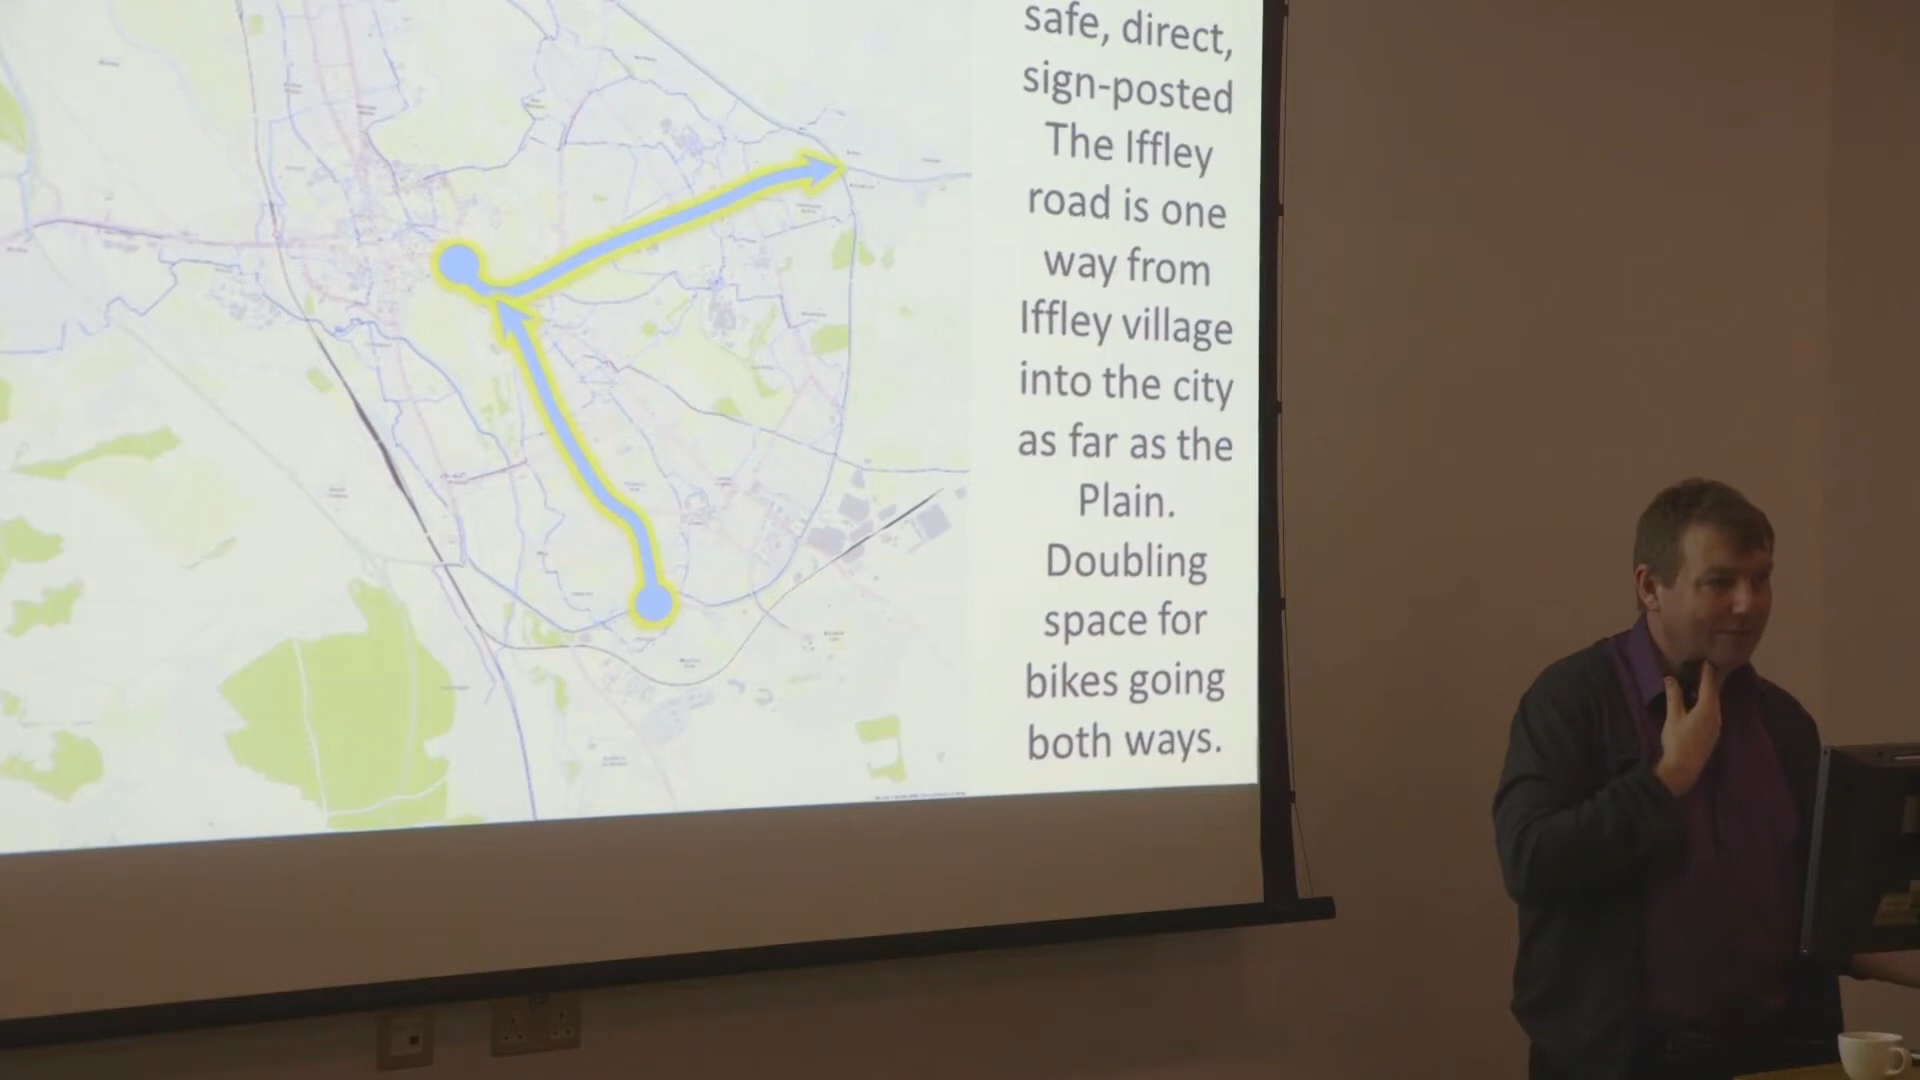 safe, direct,
sign-posted
The Iffley
road is one
way from
Iffley village
into the city
as far as the
Plain.
Doubling
space for
bikes going
both ways.